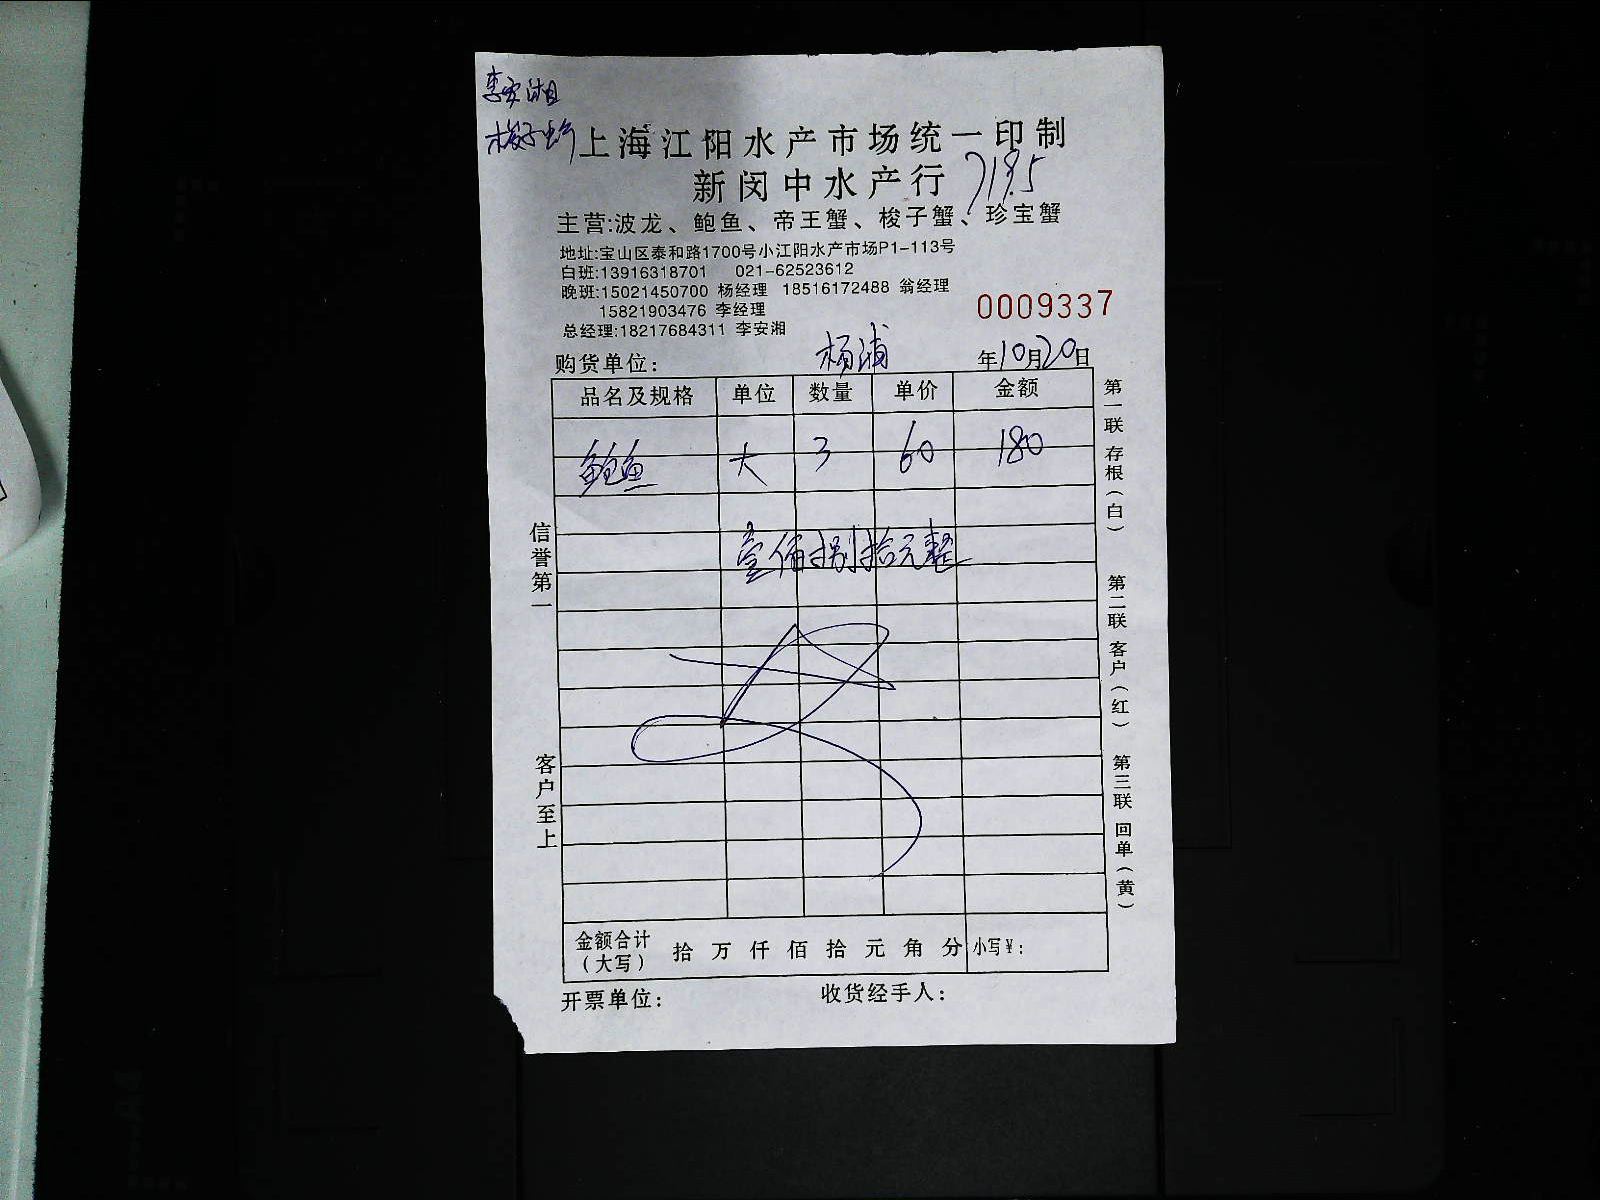 李安湘
梭子蟹
上海江阳水产市场统一印制
新闵中水产行
主营:波龙、鲍鱼、帝王蟹、梭子蟹、珍宝蟹
地址:宝山区泰和路1700号小江阳水产市场P1-113号
白班:13916318701 021-62523612
晚班:15021450700 杨经理 18516172488 翁经理
15821903476 李经理
0009337
总经理:18217684311 李安湘
购货单位: 杨浦 年10月20日
品名及规格 单位 数量 单价 金额
鲍鱼 大 3 60 180
壹佰捌拾元整
金额合计(大写) 拾 万 仟 佰 拾 元 角 分 小写¥:
开票单位: 收货经手人:
信誉第一 客户至上
第一联 存根(白) 第二联 客户(红) 第三联 回单(黄)